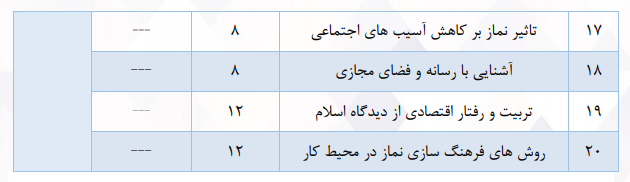 ۱۷ تاثیر نماز بر کاهش آسیب های اجتماعی ۸ ---
۱۸ آشنایی با رسانه و فضای مجازی ۸ ---
۱۹ تربیت و رفتار اقتصادی از دیدگاه اسلام ۱۲ ---
۲۰ روش های فرهنگ سازی نماز در محیط کار ۱۲ ---